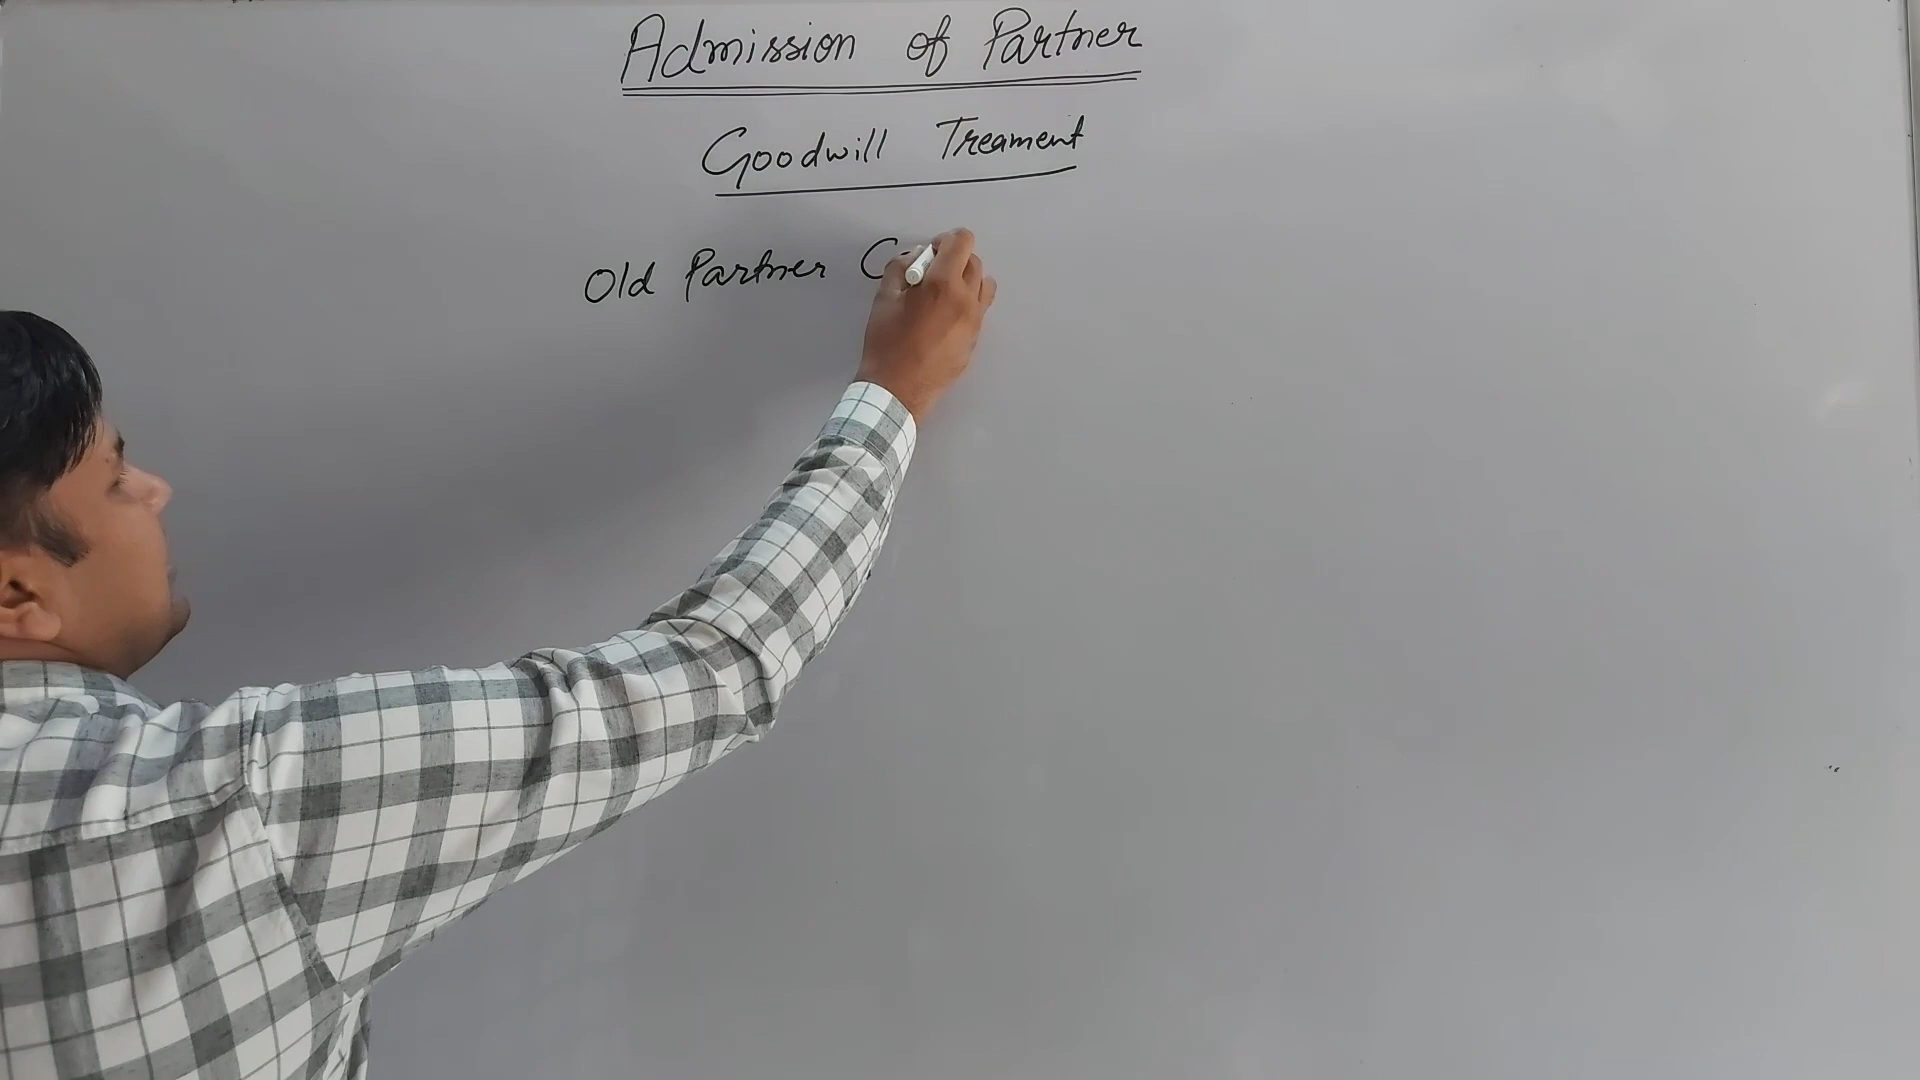 Admission of Partner
Goodwill Treament
Old Partner